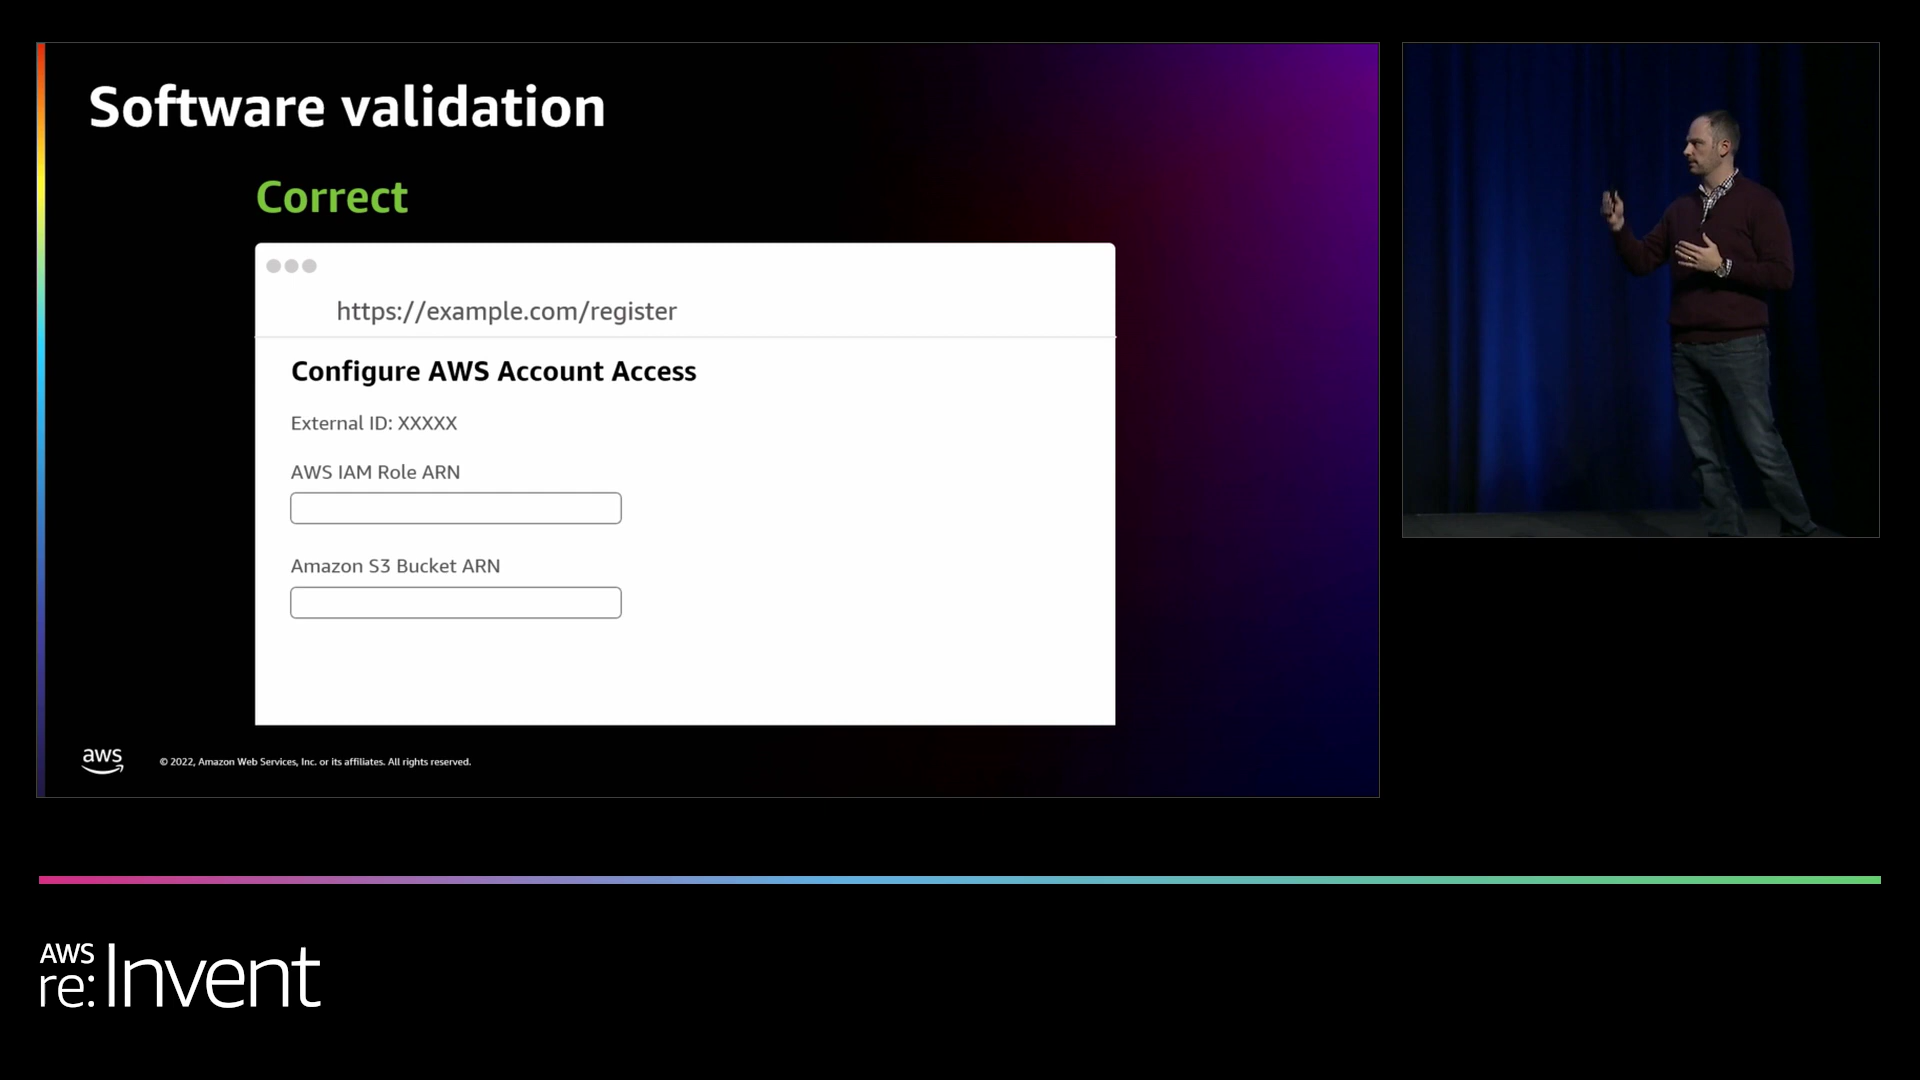 Software validation
Correct
https://example.com/register
Configure AWS Account Access
External ID: XXXXX
AWS IAM Role ARN
Amazon S3 Bucket ARN
aws
© 2022, Amazon Web Services, Inc. or its affiliates. All rights reserved.
AWS
re:Invent